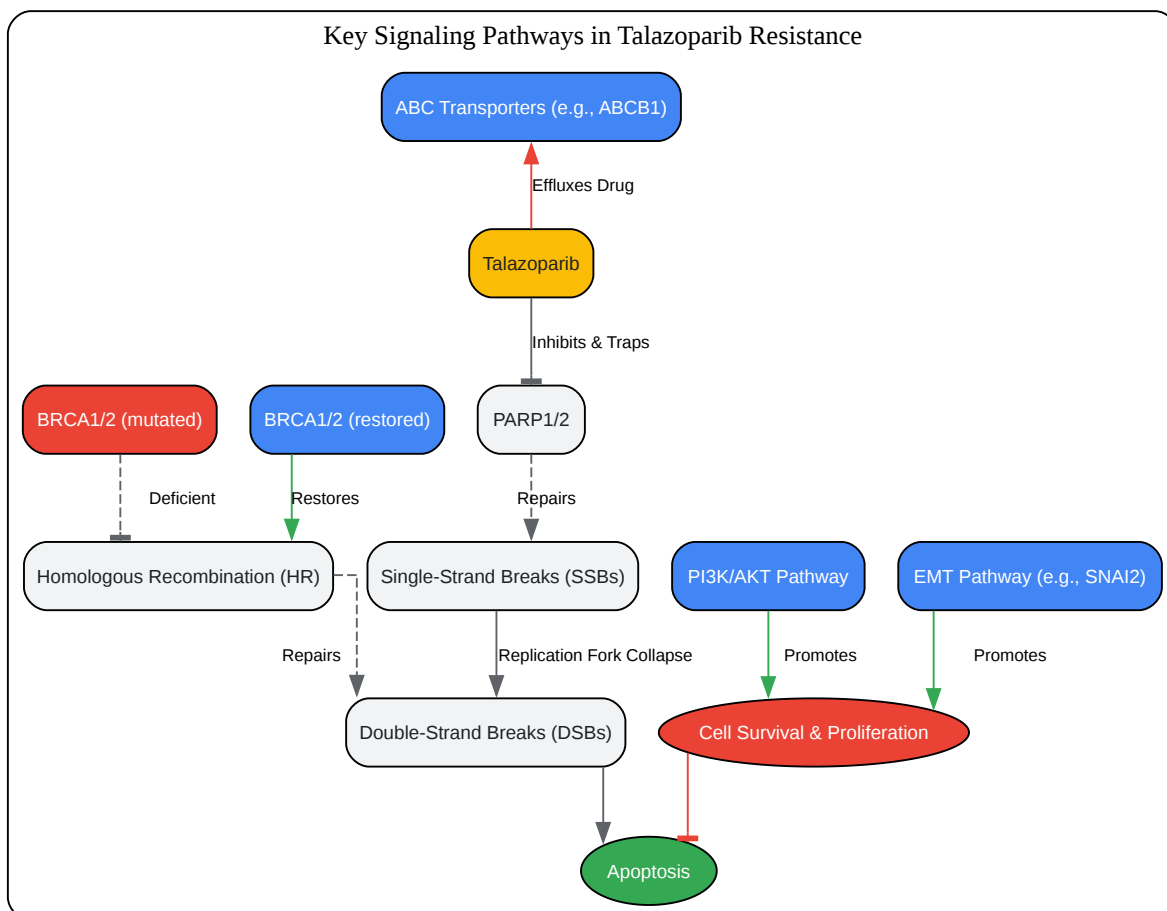 Key Signaling Pathways in Talazoparib Resistance
ABC Transporters (e.g., ABCB1)
Effluxes Drug
Talazoparib
Inhibits & Traps
BRCA1/2 (mutated)
BRCA1/2 (restored)
PARP1/2
Deficient
Restores
Repairs
Homologous Recombination (HR)
Single-Strand Breaks (SSBs)
PI3K/AKT Pathway
EMT Pathway (e.g., SNAI2)
Repairs
Replication Fork Collapse
Promotes
Promotes
Double-Strand Breaks (DSBs)
Cell Survival & Proliferation
Apoptosis